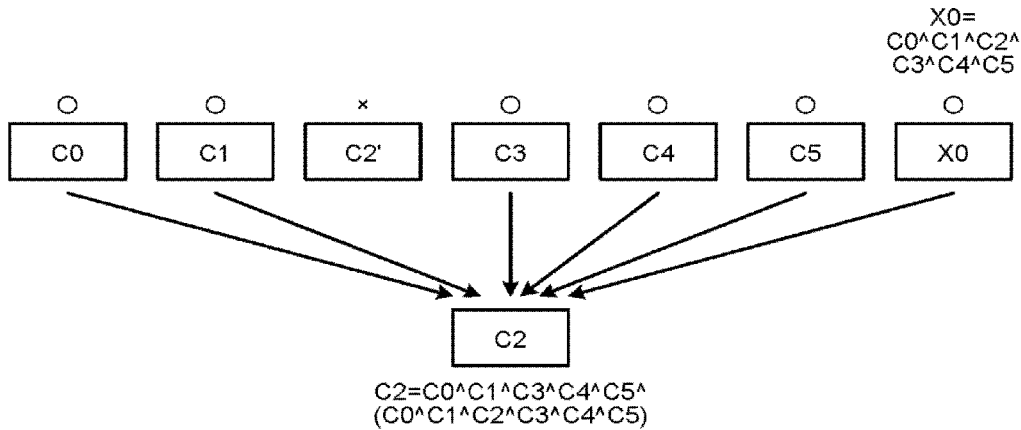 X0=
C0^C1^C2^
C3^C4^C5
○ ○ × ○ ○ ○ ○
C0 C1 C2' C3 C4 C5 X0
C2
C2=C0^C1^C3^C4^C5^
(C0^C1^C2^C3^C4^C5)